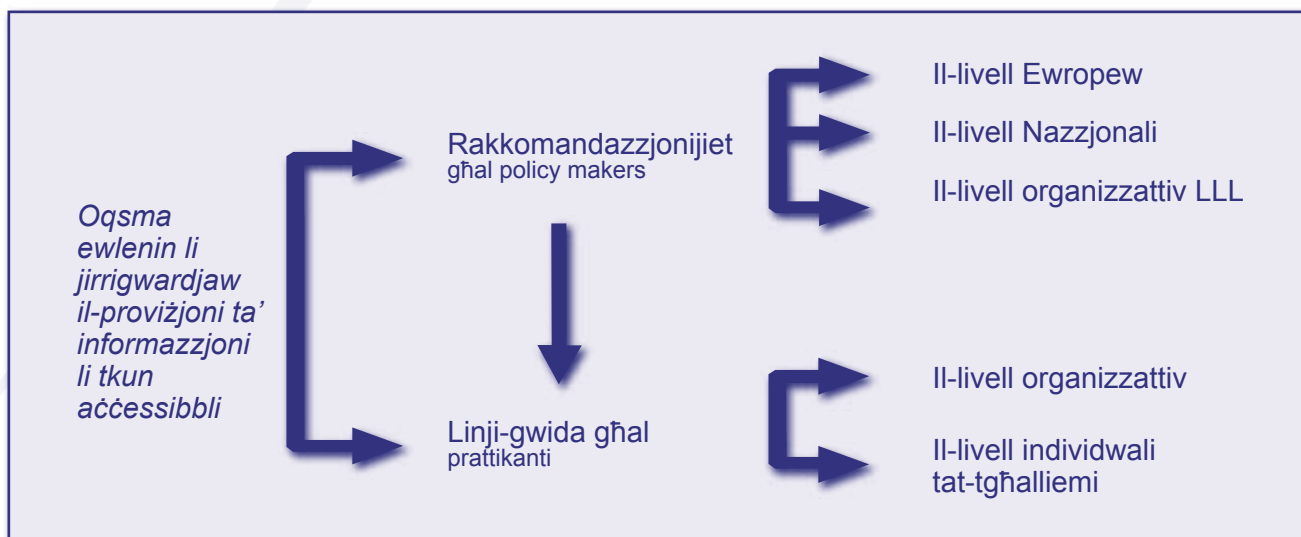 Oqsma
ewlenin li
jirrigwardjaw
il-proviżjoni ta’
informazzjoni
li tkun
aċċessibbli
Rakkomandazzjonijiet
għal policy makers
Il-livell Ewropew
Il-livell Nazzjonali
Il-livell organizzattiv LLL
Linji-gwida għal
prattikanti
Il-livell organizzattiv
Il-livell individwali
tat-tgħalliemi